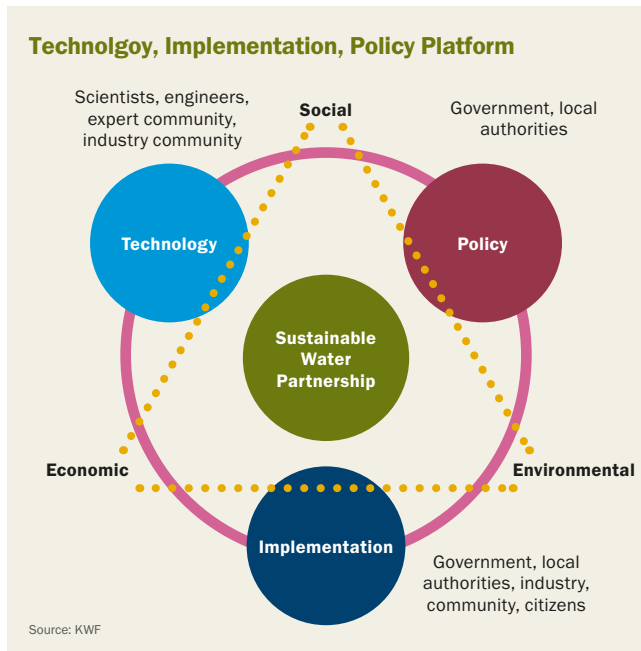 Technolgoy, Implementation, Policy Platform
Scientists, engineers,
expert community,
industry community
Social
Government, local
authorities
Technology
Policy
Sustainable
Water
Partnership
Economic
Environmental
Implementation
Government, local
authorities, industry,
community, citizens
Source: KWF